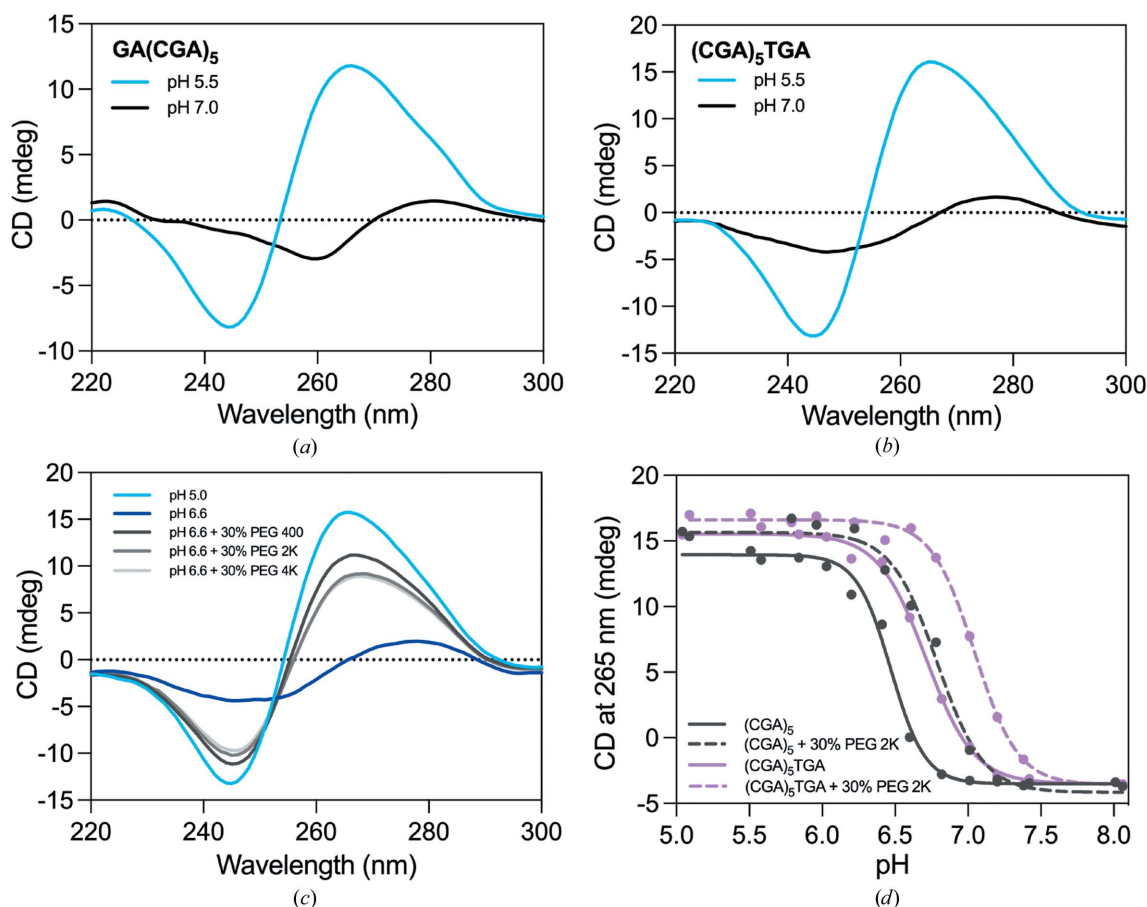 GA(CGA)5
pH 5.5
pH 7.0
CD (mdeg)
15
10
5
0
-5
-10
220 240 260 280 300
Wavelength (nm)
(a)
(CGA)5TGA
pH 5.5
pH 7.0
CD (mdeg)
20
15
10
5
0
-5
-10
-15
220 240 260 280 300
Wavelength (nm)
(b)
pH 5.0
pH 6.6
pH 6.6 + 30% PEG 400
pH 6.6 + 30% PEG 2K
pH 6.6 + 30% PEG 4K
CD (mdeg)
20
15
10
5
0
-5
-10
-15
220 240 260 280 300
Wavelength (nm)
(c)
CD at 265 nm (mdeg)
20
15
10
5
0
-5
(CGA)5
(CGA)5 + 30% PEG 2K
(CGA)5TGA
(CGA)5TGA + 30% PEG 2K
5.0 5.5 6.0 6.5 7.0 7.5 8.0
pH
(d)